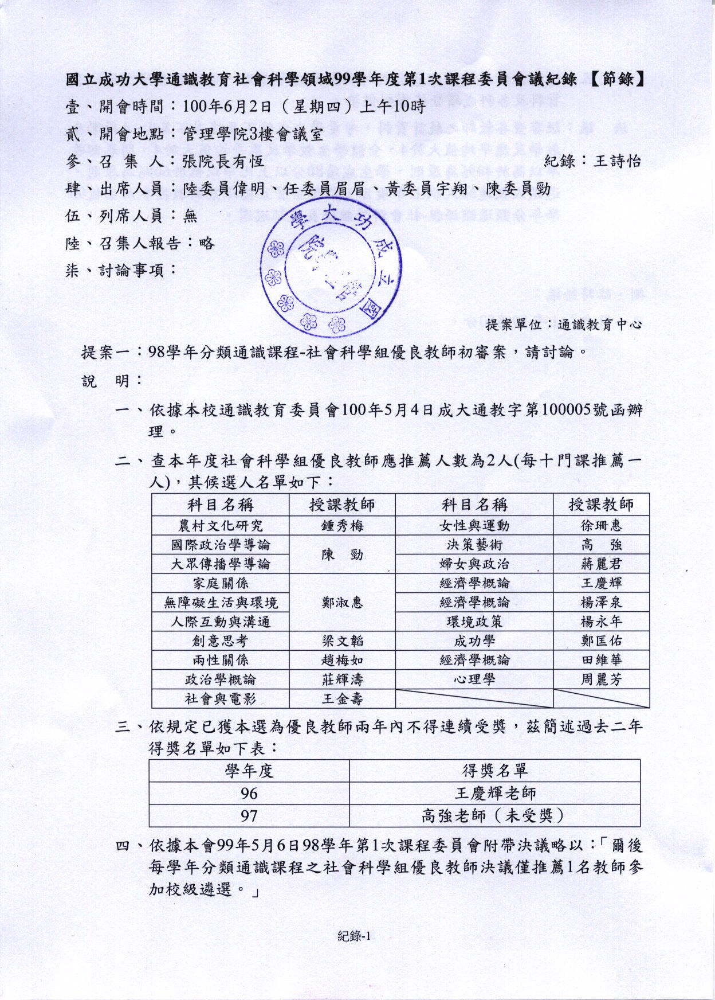 國立成功大學通識教育社會科學領域99學年度第1次課程委員會議紀錄【節錄】
壹、開會時間：100年6月2日（星期四）上午10時
貳、開會地點：管理學院3樓會議室
參、召 集 人：張院長有恆 紀錄：王詩怡
肆、出席人員：陸委員偉明、任委員眉眉、黃委員宇翔、陳委員勁
伍、列席人員：無
陸、召集人報告：略
柒、討論事項：
國立成功大學
提案單位：通識教育中心
提案一：98學年分類通識課程-社會科學組優良教師初審案，請討論。
說 明：
一、依據本校通識教育委員會100年5月4日成大通教字第100005號函辦
理。
二、查本年度社會科學組優良教師應推薦人數為2人(每十門課推薦一
人)，其候選人名單如下：
科目名稱 授課教師 科目名稱 授課教師
農村文化研究 鍾秀梅 女性與運動 徐珊惠
國際政治學導論 陳 勁 決策藝術 高 強
大眾傳播學導論 婦女與政治 蔣麗君
家庭關係 鄭淑惠 經濟學概論 王慶輝
無障礙生活與環境 經濟學概論 楊澤泉
人際互動與溝通 環境政策 楊永年
創意思考 梁文韜 成功學 鄭匡佑
兩性關係 趙梅如 經濟學概論 田維華
政治學概論 莊輝濤 心理學 周麗芳
社會與電影 王金壽
三、依規定已獲本選為優良教師兩年內不得連續受獎，茲簡述過去二年
得獎名單如下表：
學年度 得獎名單
96 王慶輝老師
97 高強老師（未受獎）
四、依據本會99年5月6日98學年第1次課程委員會附帶決議略以：「爾後
每學年分類通識課程之社會科學組優良教師決議僅推薦1名教師參
加校級遴選。」
紀錄-1